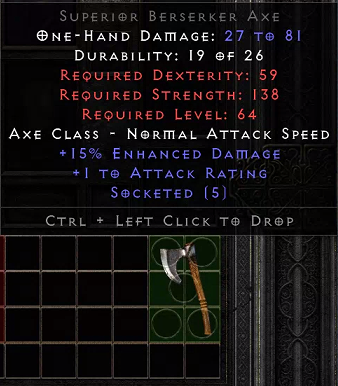 Superior Berserker Axe
One-Hand Damage: 27 to 81
Durability: 19 of 26
Required Dexterity: 59
Required Strength: 138
Required Level: 64
Axe Class - Normal Attack Speed
+15% Enhanced Damage
+1 to Attack Rating
Socketed (5)
Ctrl + Left Click to Drop